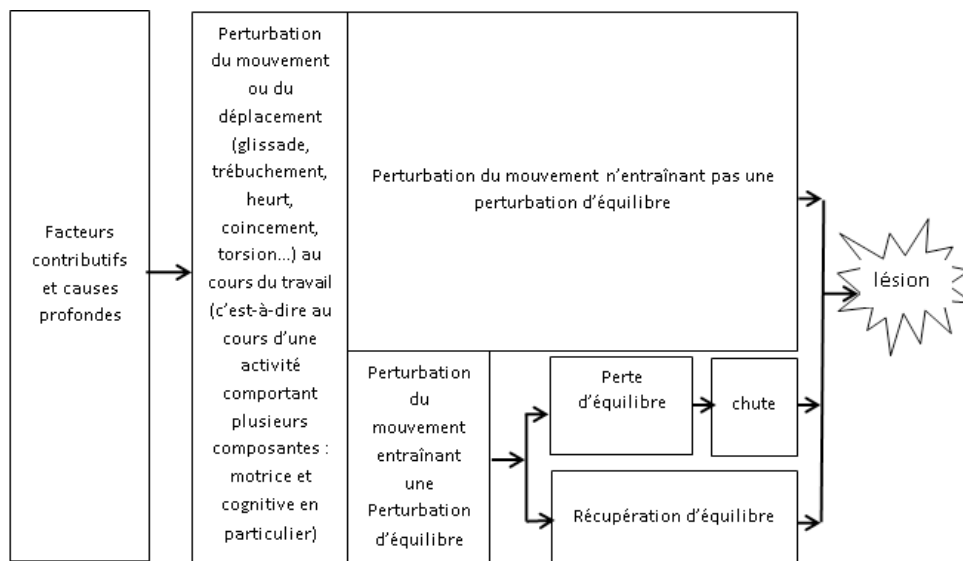 Facteurs
contributifs
et causes
profondes
Perturbation
du mouvement
ou du
déplacement
(glissade,
trébuchement,
heurt,
coincement,
torsion...) au
cours du travail
(c'est-à-dire au
cours d'une
activité
comportant
plusieurs
composantes :
motrice et
cognitive en
particulier)
Perturbation du mouvement n'entraînant pas une
perturbation d'équilibre
Perturbation
du
mouvement
entraînant
une
Perturbation
d'équilibre
Perte
d'équilibre
chute
Récupération d'équilibre
lésion